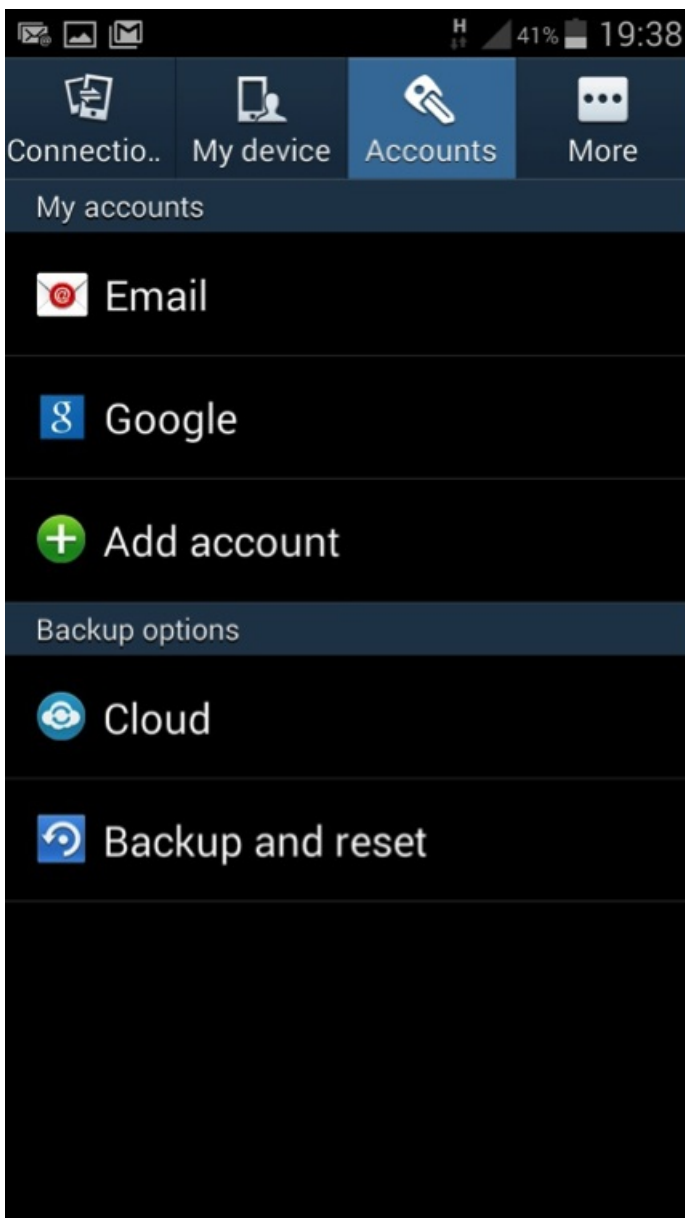 H 41% 19:38
Connectio.. My device Accounts More
My accounts
Email
Google
Add account
Backup options
Cloud
Backup and reset